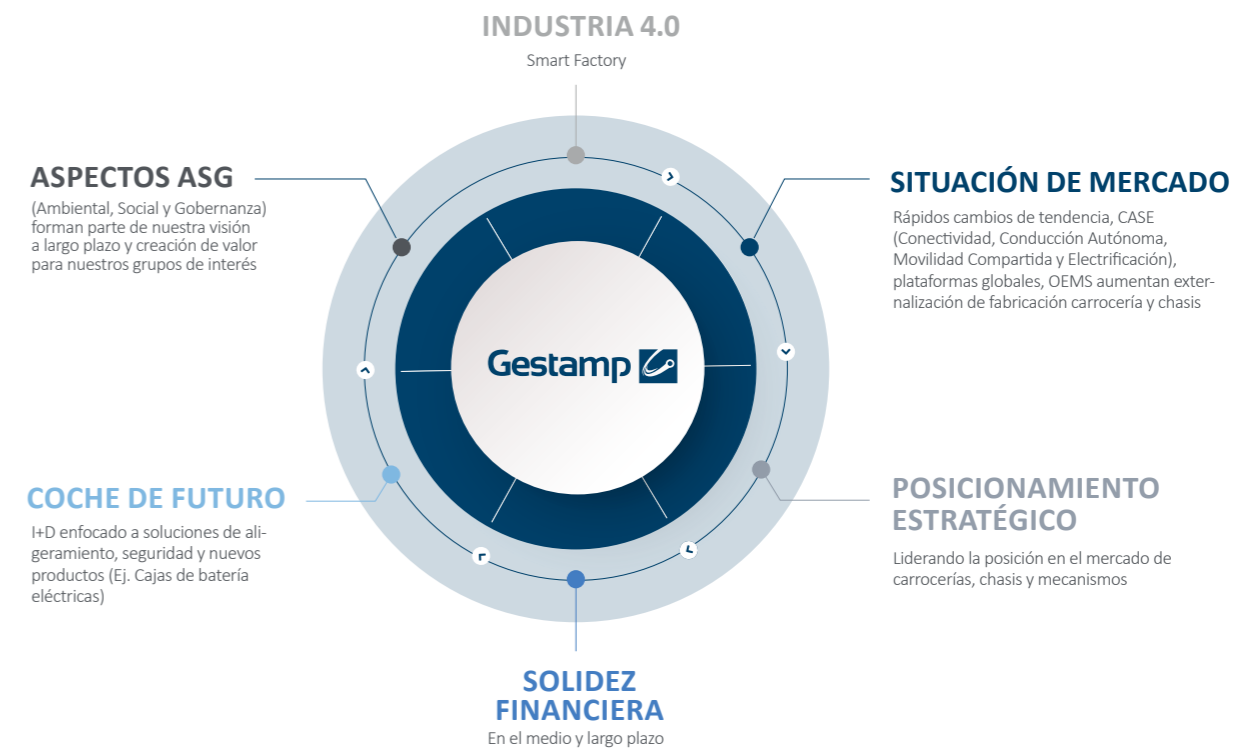 INDUSTRIA 4.0
Smart Factory
ASPECTOS ASG
(Ambiental, Social y Gobernanza)
forman parte de nuestra visión
a largo plazo y creación de valor
para nuestros grupos de interés
SITUACIÓN DE MERCADO
Rápidos cambios de tendencia, CASE
(Conectividad, Conducción Autónoma,
Movilidad Compartida y Electrificación),
plataformas globales, OEMS aumentan exter-
nalización de fabricación carrocería y chasis
Gestamp
COCHE DE FUTURO
I+D enfocado a soluciones de ali-
geramiento, seguridad y nuevos
productos (Ej. Cajas de batería
eléctricas)
POSICIONAMIENTO
ESTRATÉGICO
Liderando la posición en el mercado de
carrocerías, chasis y mecanismos
SOLIDEZ
FINANCIERA
En el medio y largo plazo